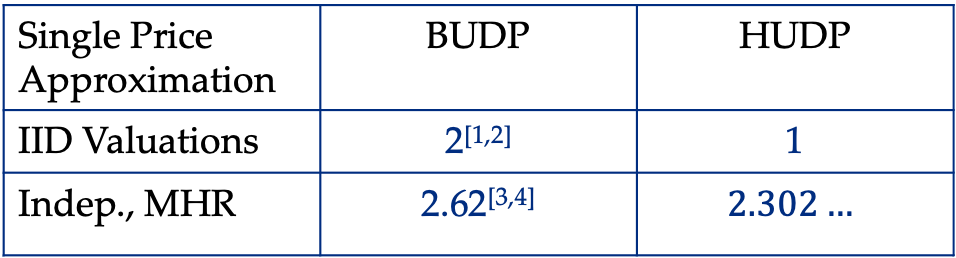 Single Price BUDP HUDP
Approximation
IID Valuations 2[1,2] 1
Indep., MHR 2.62[3,4] 2.302 ...